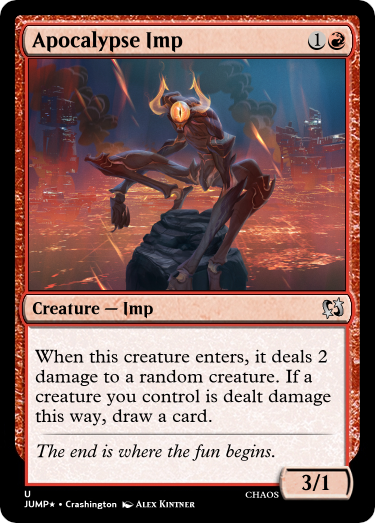 Apocalypse Imp 1
Creature — Imp
When this creature enters, it deals 2
damage to a random creature. If a
creature you control is dealt damage
this way, draw a card.
The end is where the fun begins.
3/1
U CHAOS
JUMP★ • Crashington Alex Kintner